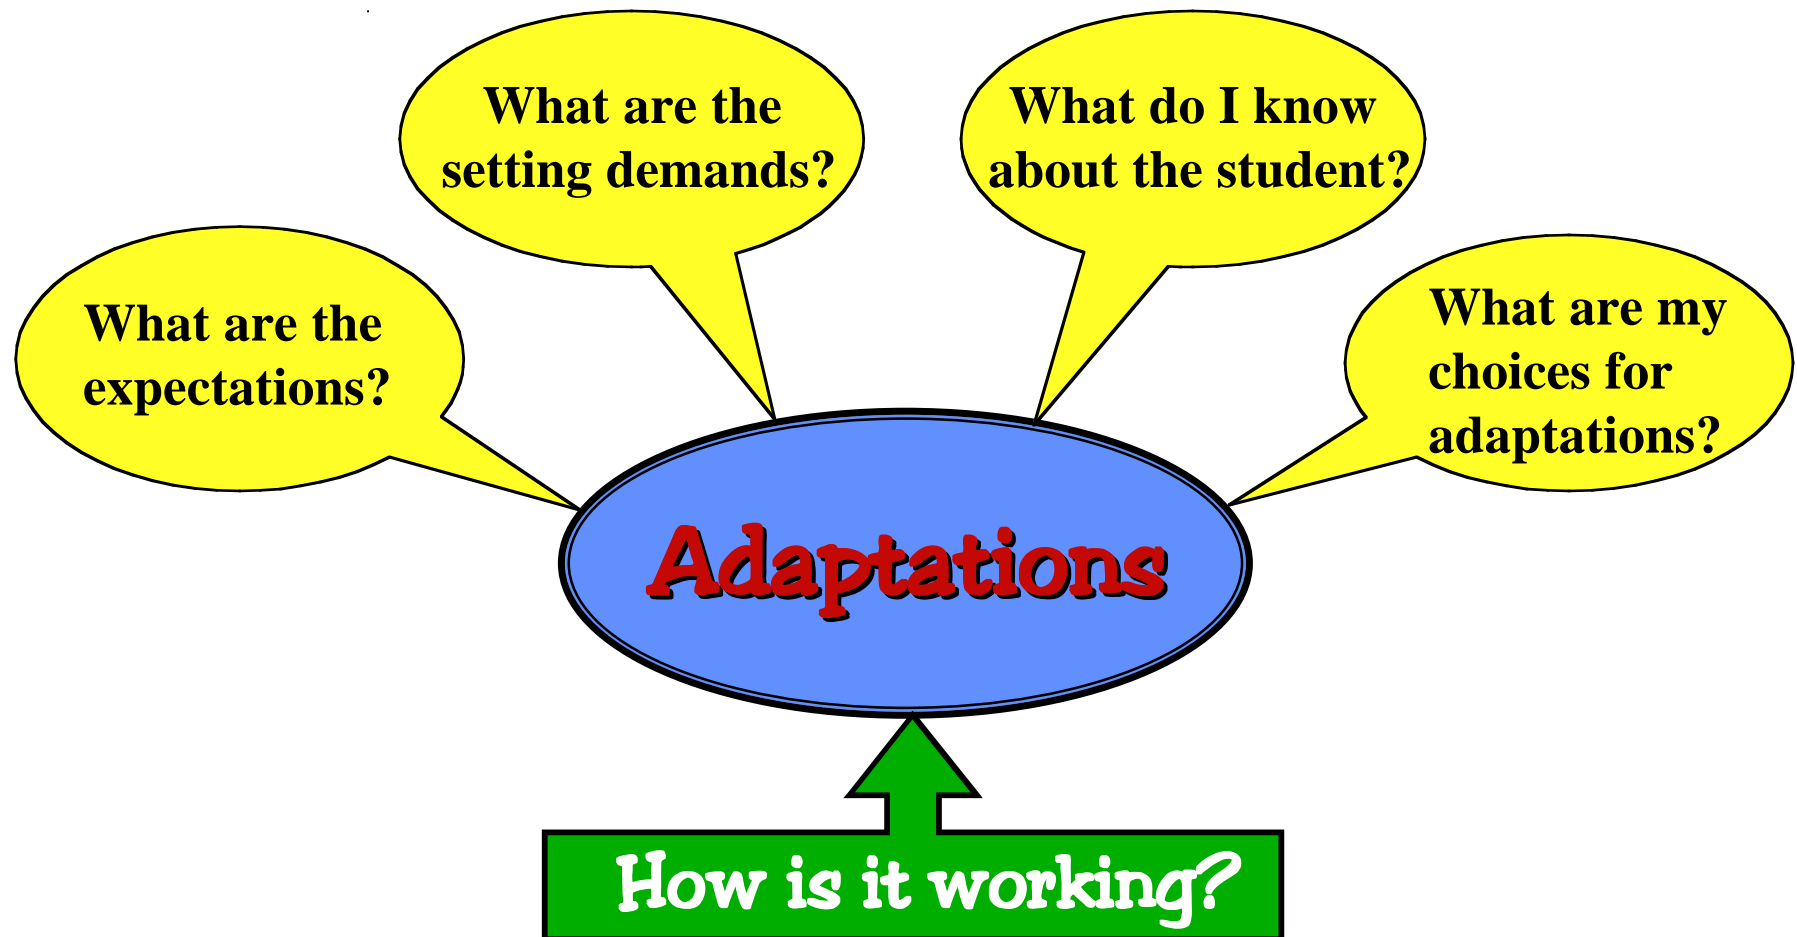 What are the
setting demands?
What do I know
about the student?
What are the
expectations?
What are my
choices for
adaptations?
Adaptations
How is it working?